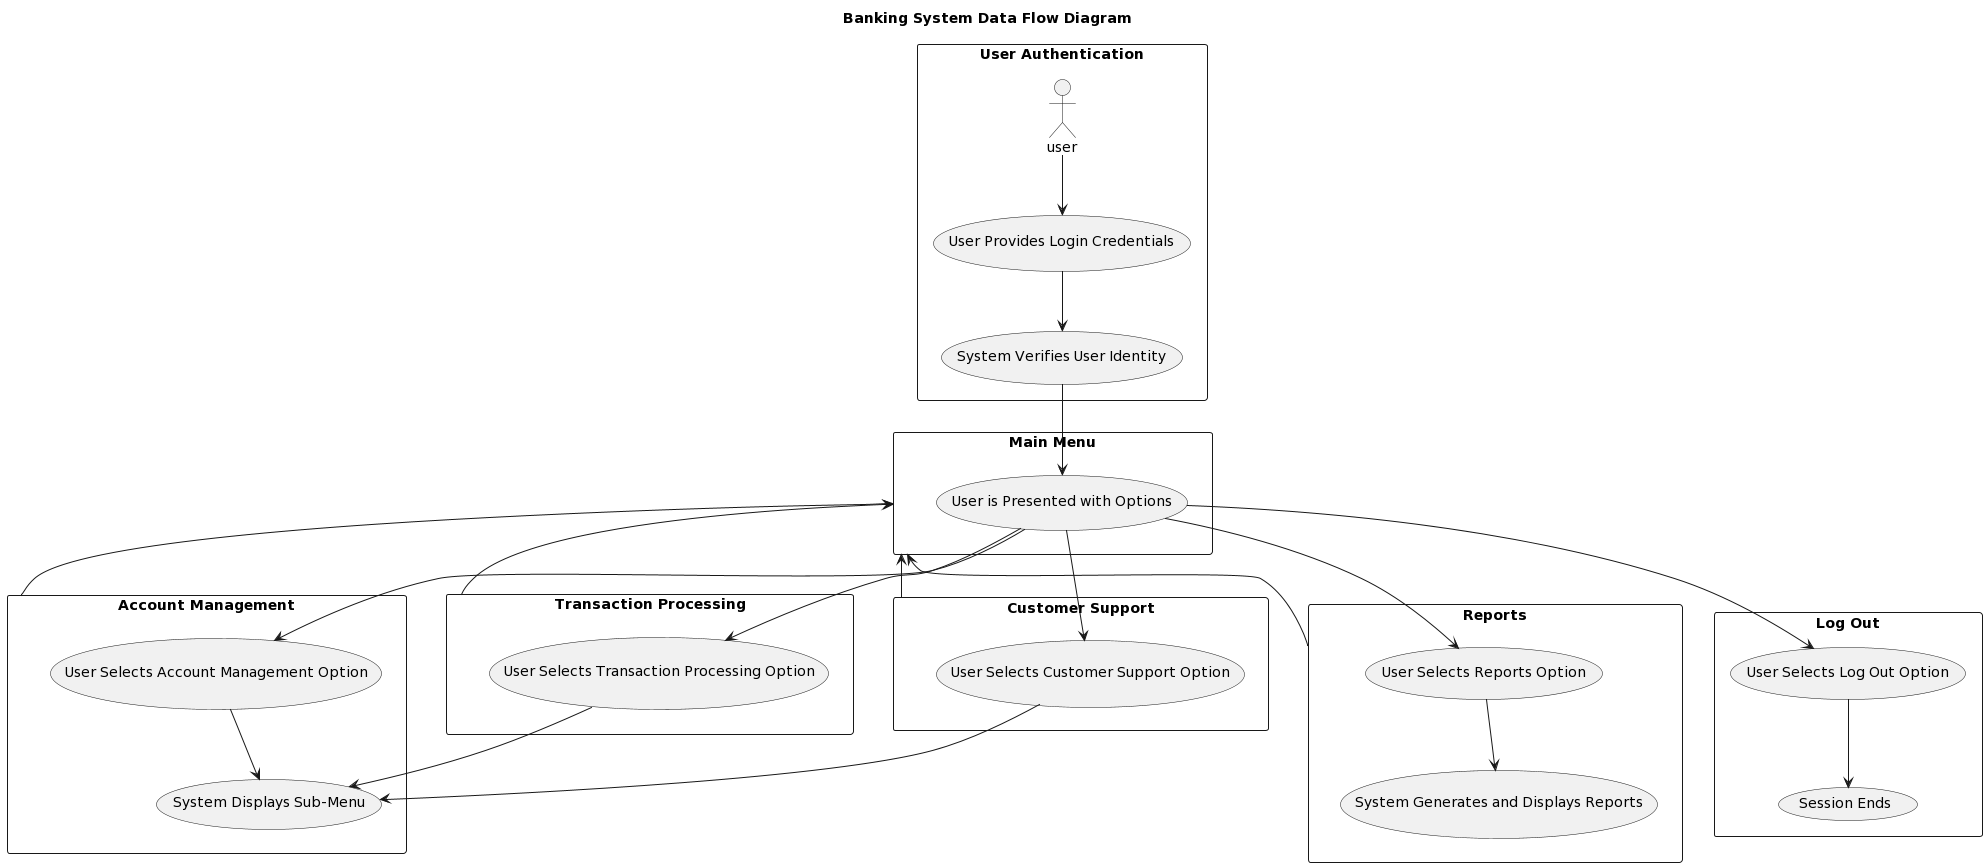 Banking System Data Flow Diagram
User Authentication
user
User Provides Login Credentials
System Verifies User Identity
Main Menu
User is Presented with Options
Account Management
User Selects Account Management Option
System Displays Sub-Menu
Transaction Processing
User Selects Transaction Processing Option
Customer Support
User Selects Customer Support Option
Reports
User Selects Reports Option
System Generates and Displays Reports
Log Out
User Selects Log Out Option
Session Ends